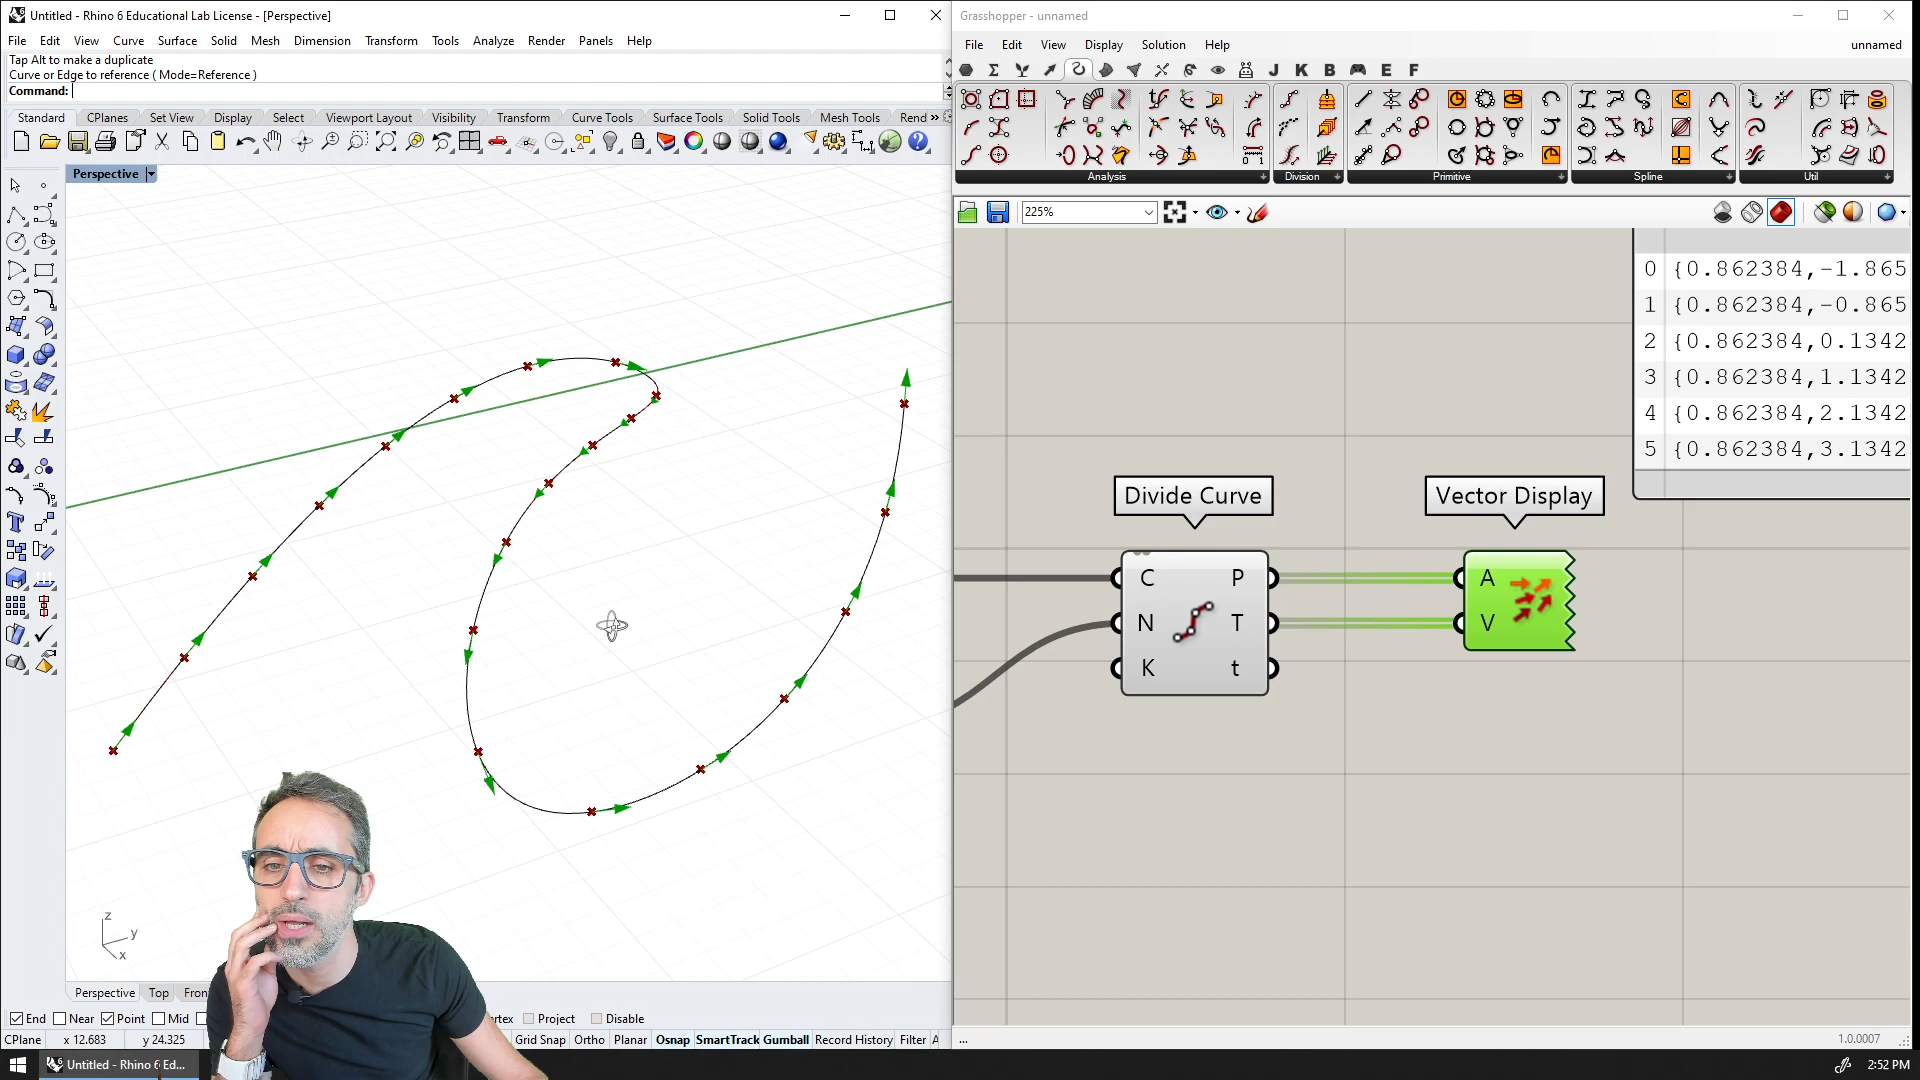 Untitled - Rhino 6 Educational Lab License - [Perspective]
File Edit View Curve Surface Solid Mesh Dimension Transform Tools Analyze Render Panels Help
Tap Alt to make a duplicate
Curve or Edge to reference ( Mode=Reference )
Command:
Standard CPlanes Set View Display Select Viewport Layout Visibility Transform Curve Tools Surface Tools Solid Tools Mesh Tools Rend »
Perspective
z
y
x
Perspective Top Fron
End Near Point Mid rtex Project Disable
CPlane x 12.683 y 24.325 Grid Snap Ortho Planar Osnap SmartTrack Gumball Record History Filter A
Untitled - Rhino 6 Ed...
Grasshopper - unnamed
File Edit View Display Solution Help unnamed
J K B E F
Analysis Division Primitive Spline Util
225%
0 {0.862384,-1.865
1 {0.862384,-0.865
2 {0.862384,0.1342
3 {0.862384,1.1342
4 {0.862384,2.1342
5 {0.862384,3.1342
Divide Curve
Vector Display
C P
N T
K t
A
V
... 1.0.0007
2:52 PM